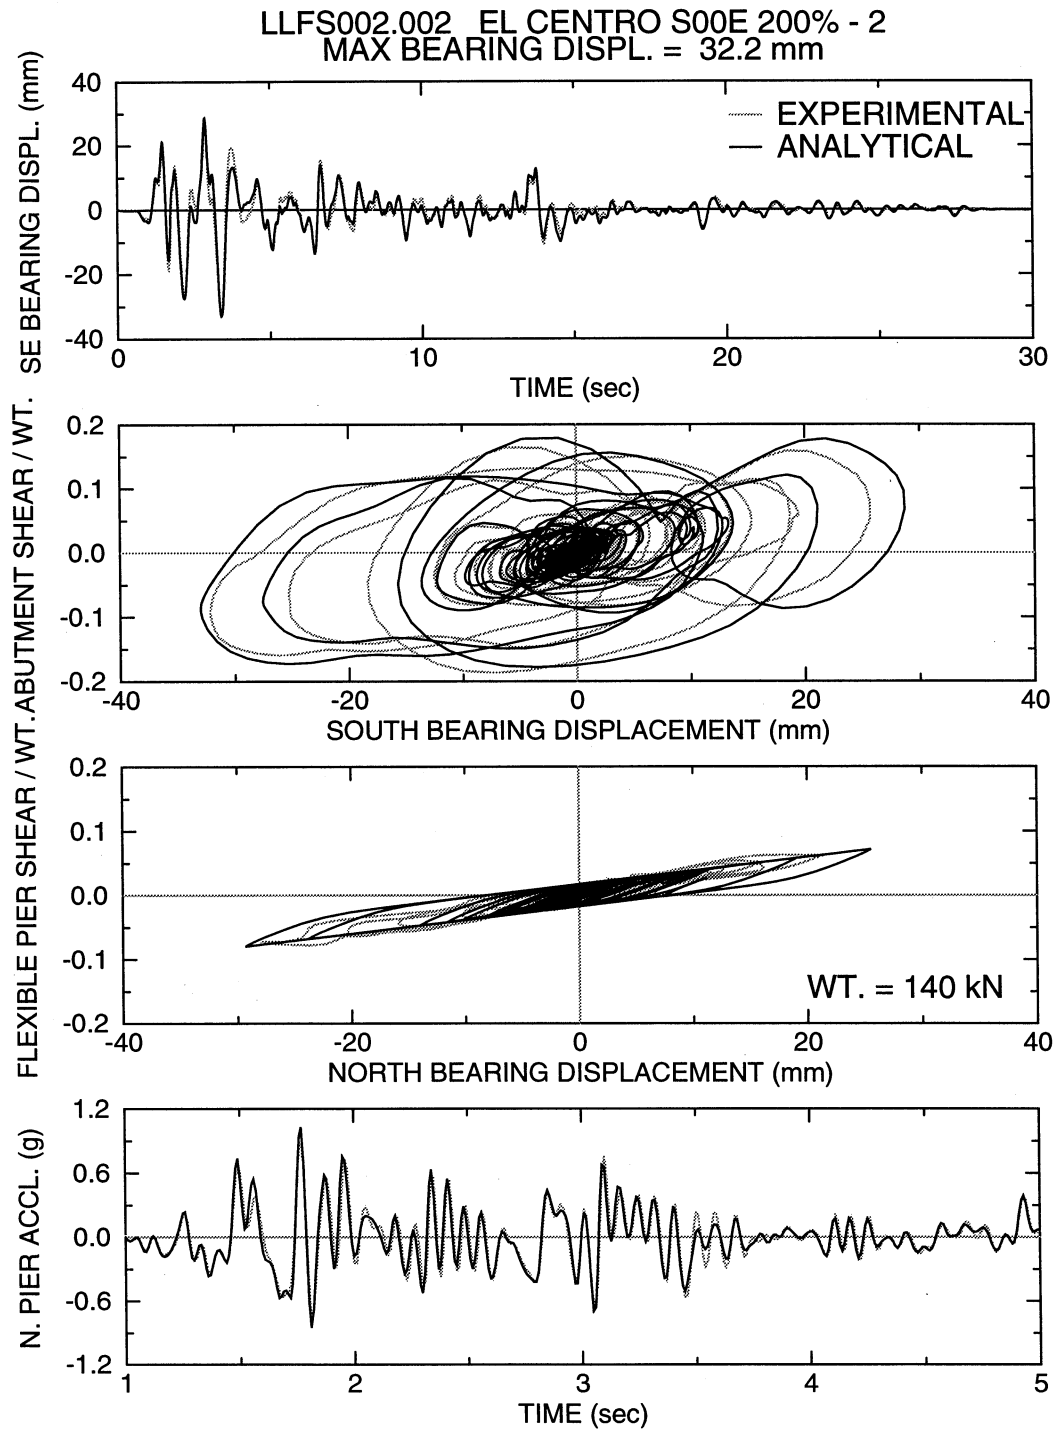 LLFS002.002 EL CENTRO S00E 200% - 2
MAX BEARING DISPL. = 32.2 mm
SE BEARING DISPL. (mm)
40
20
0
-20
-40
EXPERIMENTAL
ANALYTICAL
0 10 20 30
TIME (sec)
ABUTMENT SHEAR / WT.
0.2
0.1
0.0
-0.1
-0.2
-40 -20 0 20 40
SOUTH BEARING DISPLACEMENT (mm)
FLEXIBLE PIER SHEAR / WT.
0.2
0.1
0.0
-0.1
-0.2
WT. = 140 kN
-40 -20 0 20 40
NORTH BEARING DISPLACEMENT (mm)
N. PIER ACCL. (g)
1.2
0.6
0.0
-0.6
-1.2
1 2 3 4 5
TIME (sec)